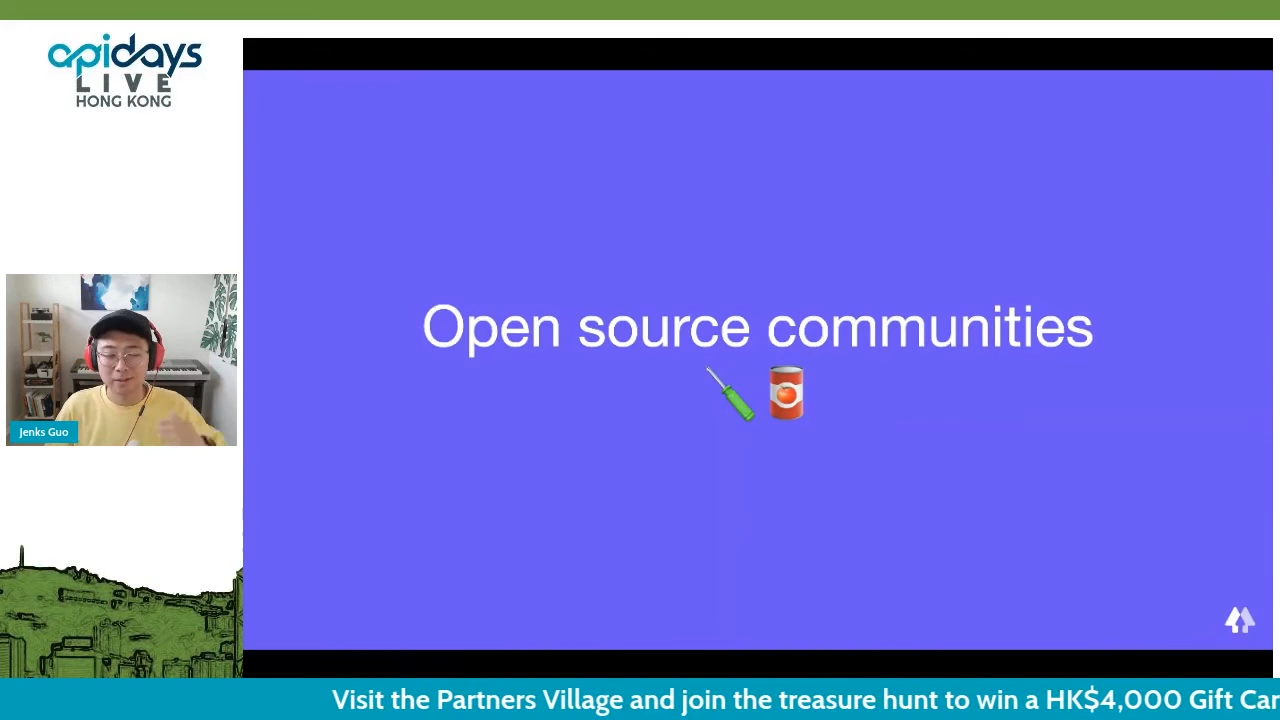 apidays
LIVE
HONG KONG
Open source communities
Jenks Guo
Visit the Partners Village and join the treasure hunt to win a HK$4,000 Gift Car